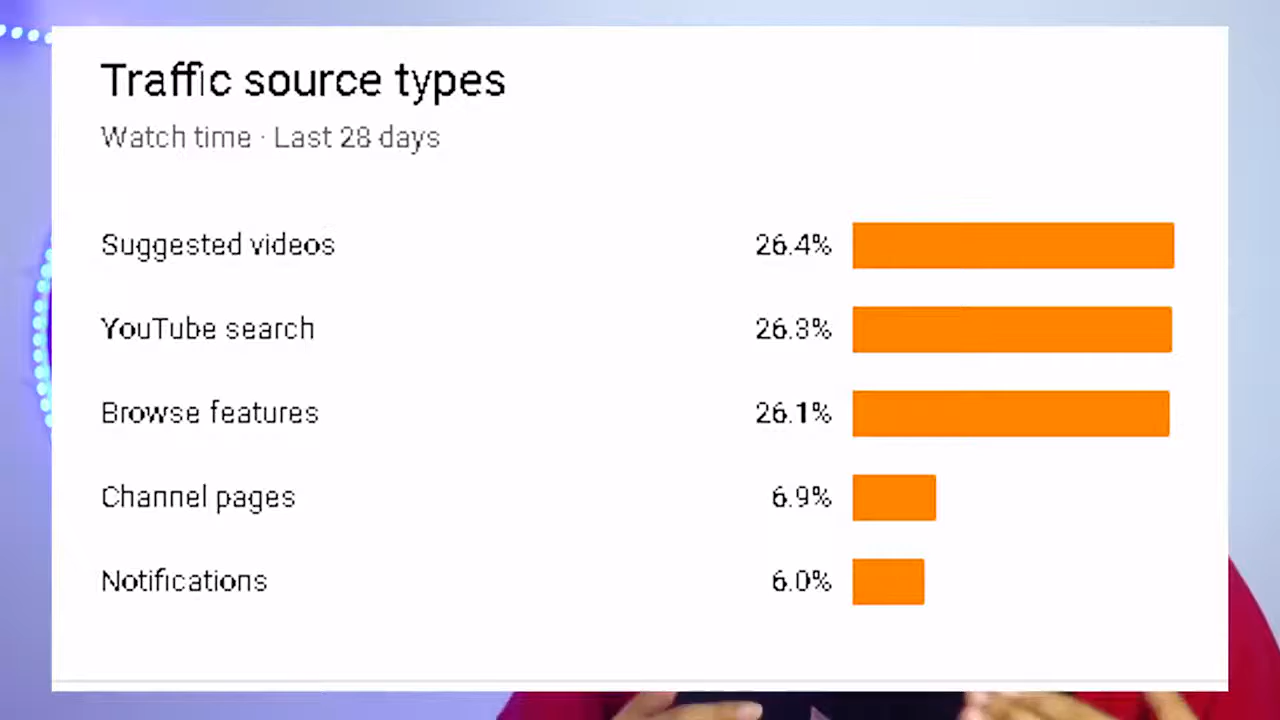 Traffic source types
Watch time · Last 28 days
Suggested videos 26.4%
YouTube search 26.3%
Browse features 26.1%
Channel pages 6.9%
Notifications 6.0%